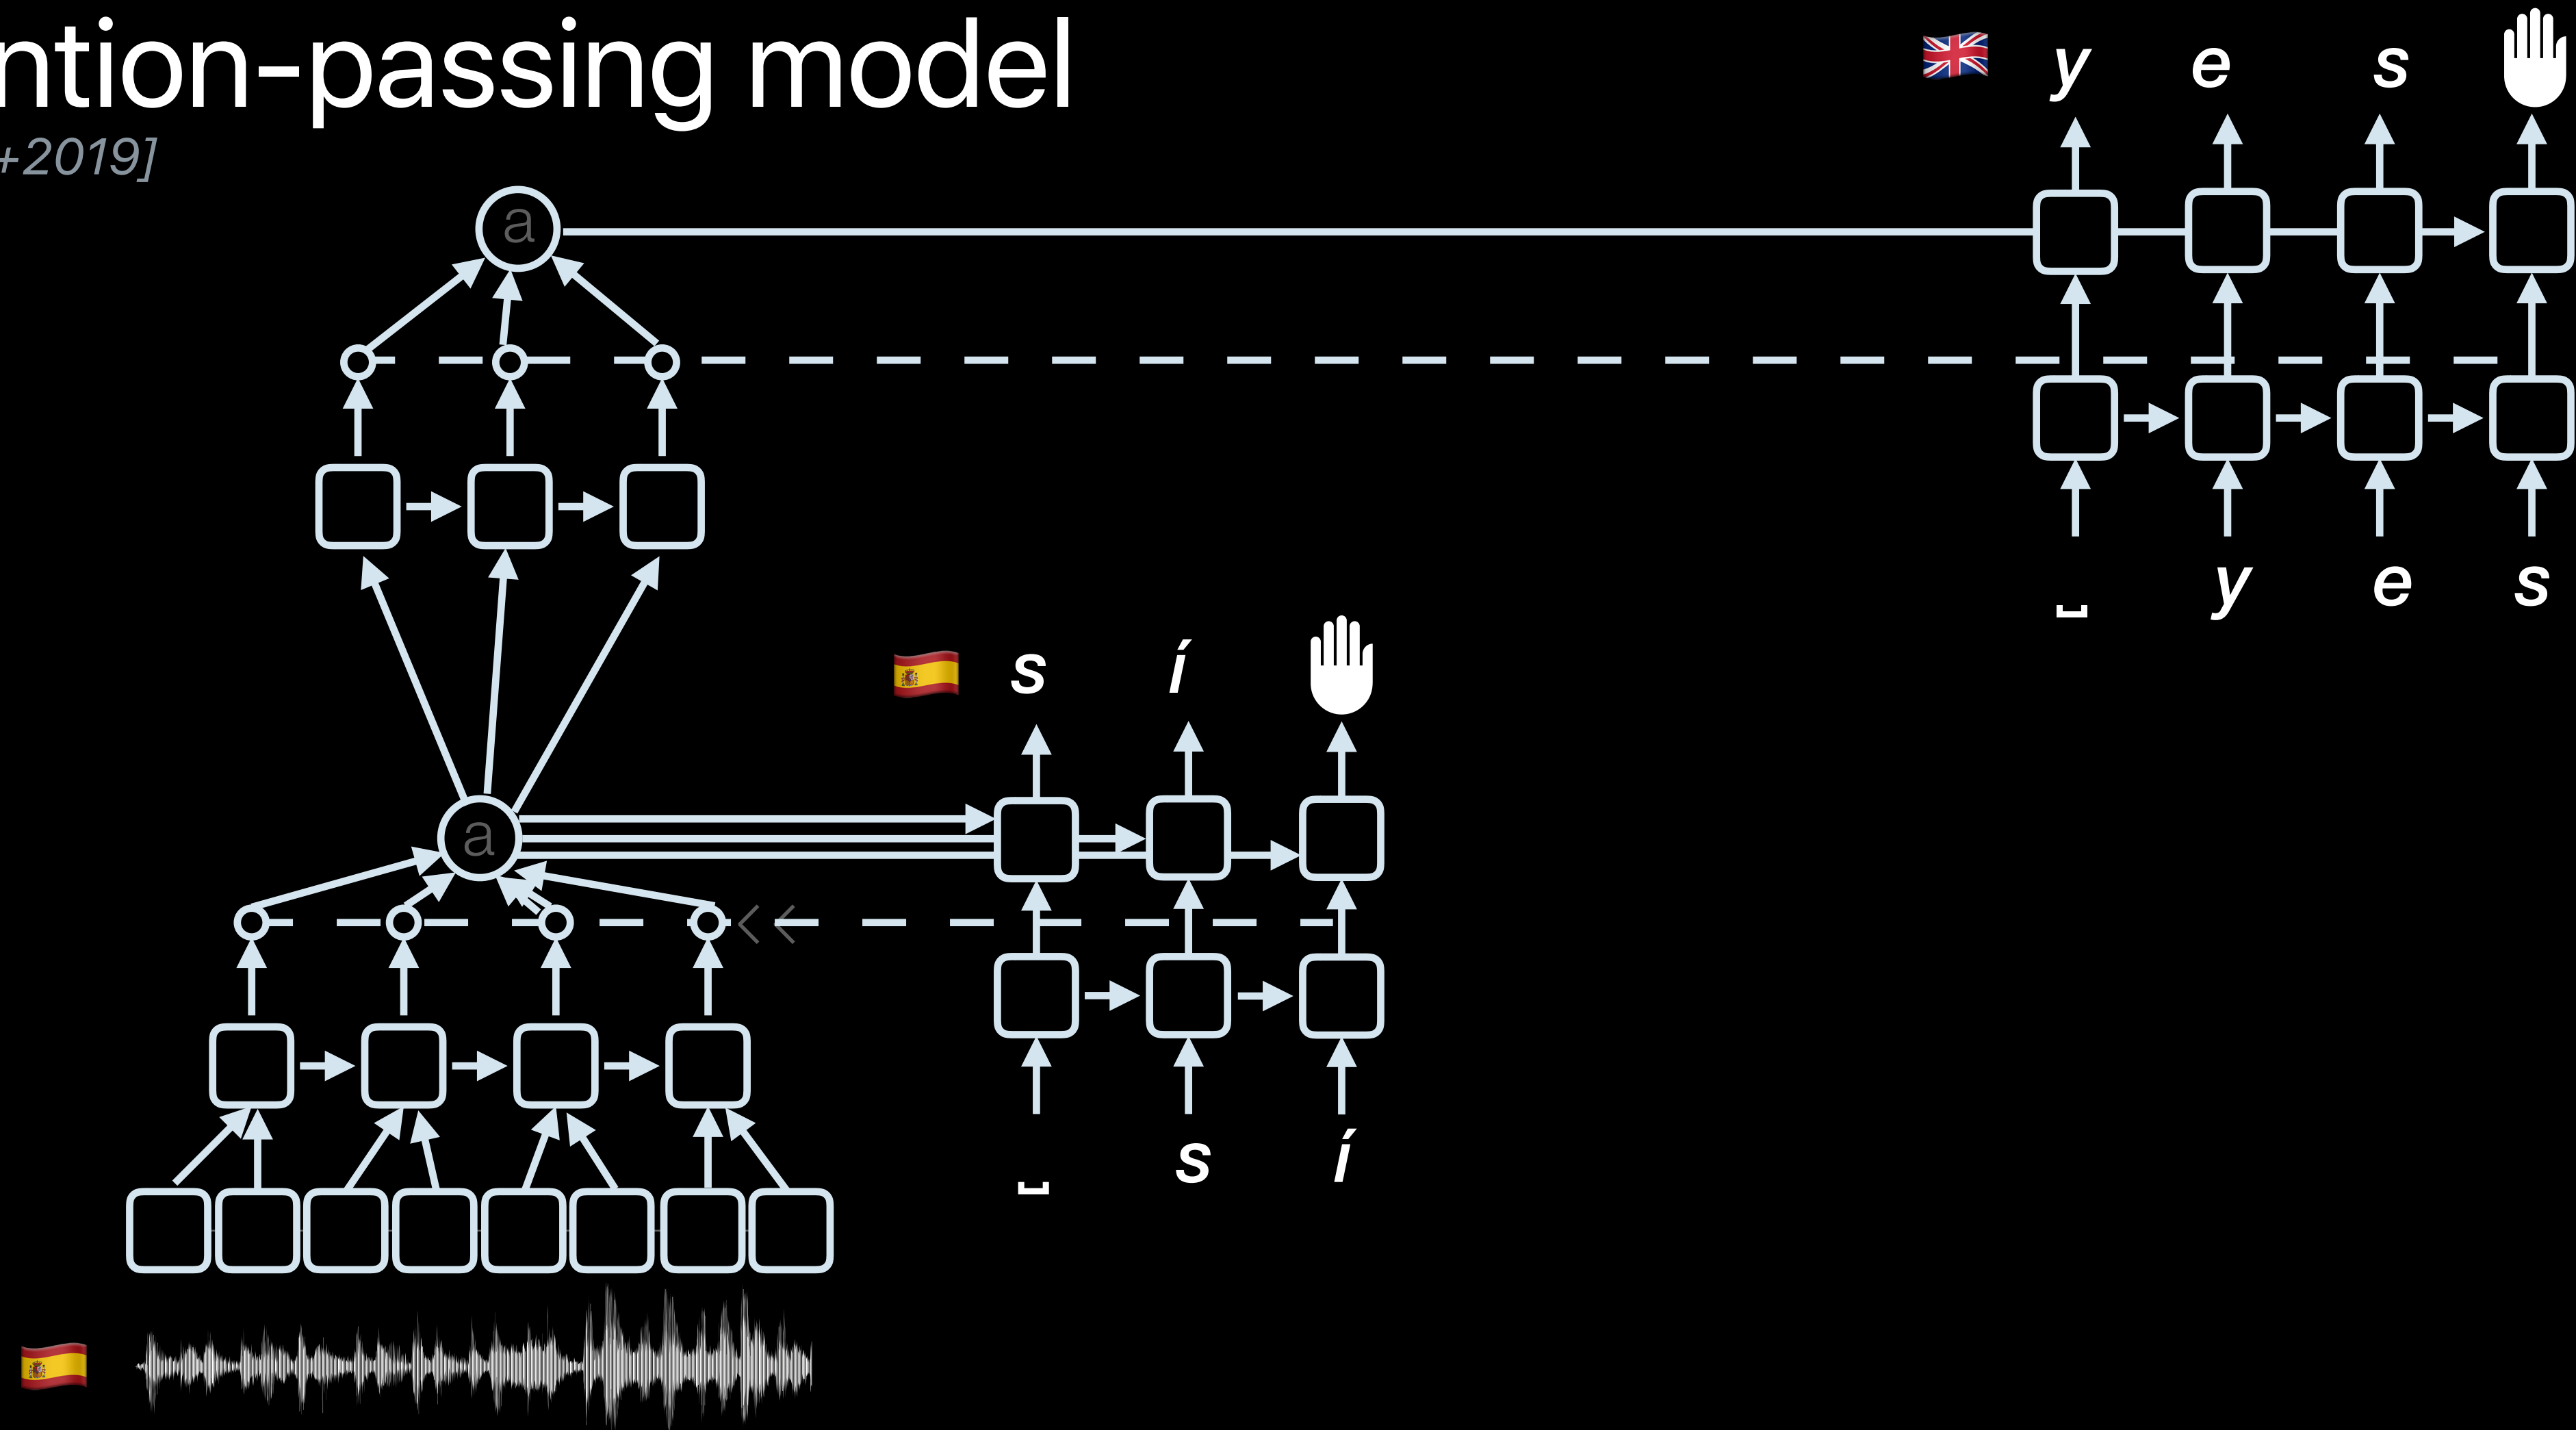 ntion-passing model
+2019]
y e s
a
y e s
s í
a
s í